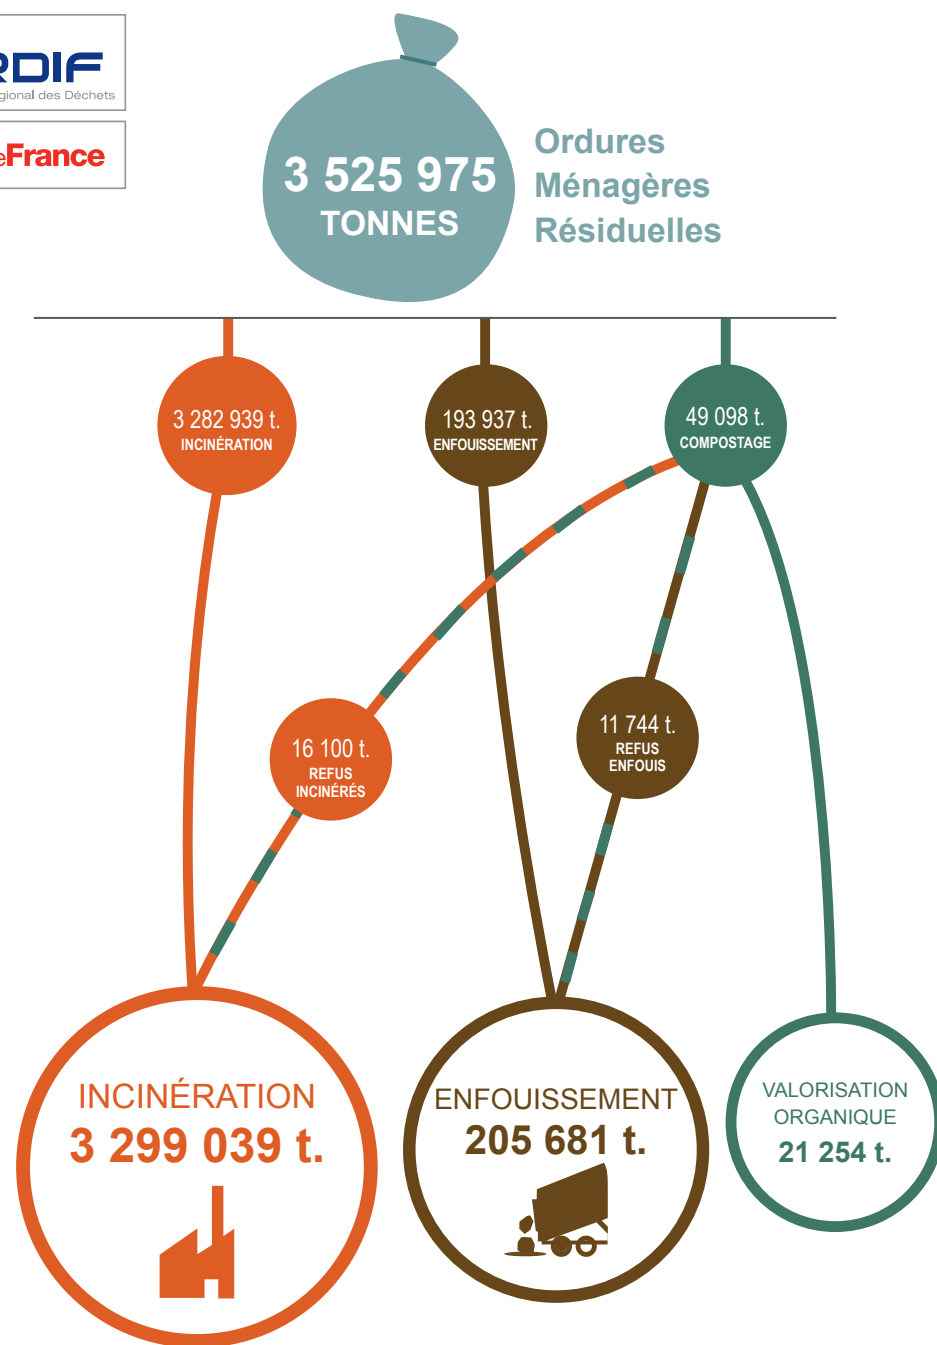 RDIF
gional des Déchets
eFrance
3 525 975
TONNES
Ordures
Ménagères
Résiduelles
3 282 939 t.
INCINÉRATION
193 937 t.
ENFOUISSEMENT
49 098 t.
COMPOSTAGE
16 100 t.
REFUS
INCINÉRÉS
11 744 t.
REFUS
ENFOUIS
INCINÉRATION
3 299 039 t.
ENFOUISSEMENT
205 681 t.
VALORISATION
ORGANIQUE
21 254 t.